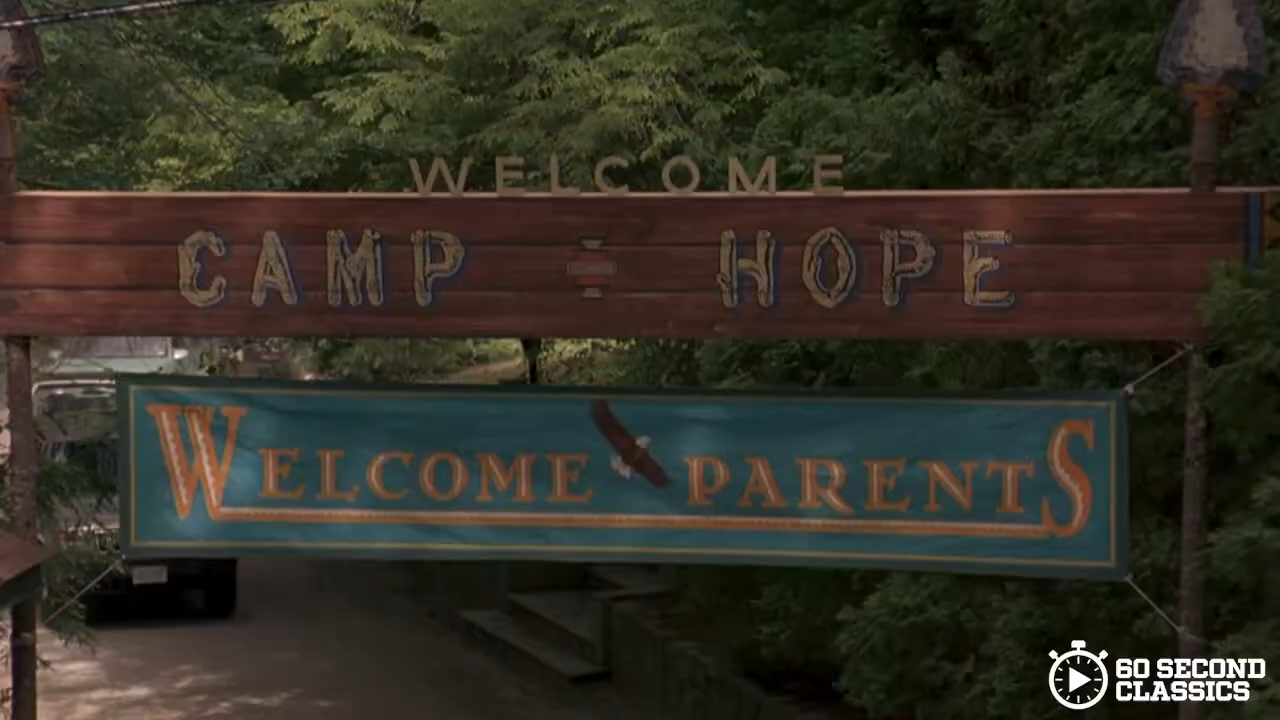 WELCOME
CAMP HOPE
WELCOME PARENTS
60 SECOND
CLASSICS